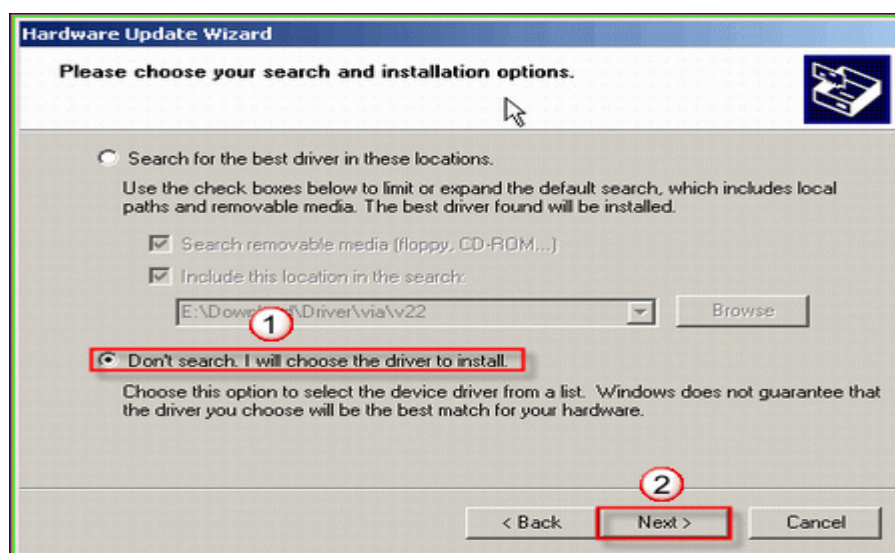 Hardware Update Wizard
Please choose your search and installation options.
Search for the best driver in these locations.
Use the check boxes below to limit or expand the default search, which includes local
paths and removable media. The best driver found will be installed.
Search removable media (floppy, CD-ROM...)
Include this location in the search:
E:\Download\Driver\via\v22
Browse
1
Don't search. I will choose the driver to install.
Choose this option to select the device driver from a list. Windows does not guarantee that
the driver you choose will be the best match for your hardware.
2
< Back
Next >
Cancel